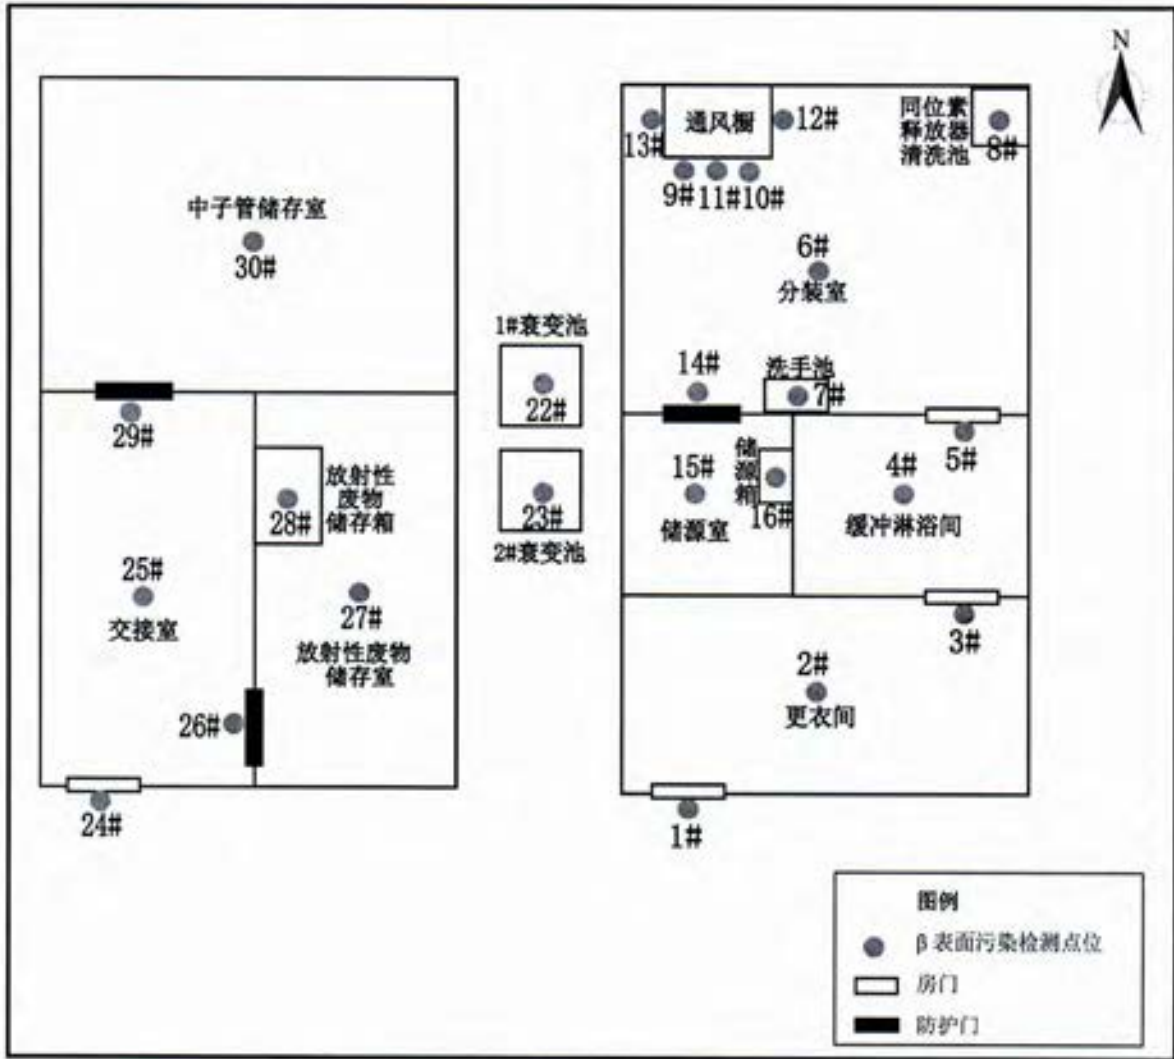 N
中子管储存室
30#
29#
放射性
废物
储存箱
28#
25#
交接室
27#
放射性废物
储存室
26#
24#
1#衰变池
22#
23#
2#衰变池
通风橱
12#
13#
9#
11#
10#
同位素
释放器
清洗池
8#
6#
分装室
14#
洗手池
7#
储
源
箱
15#
16#
储源室
4#
5#
缓冲淋浴间
3#
2#
更衣间
1#
图例
β表面污染检测点位
房门
防护门